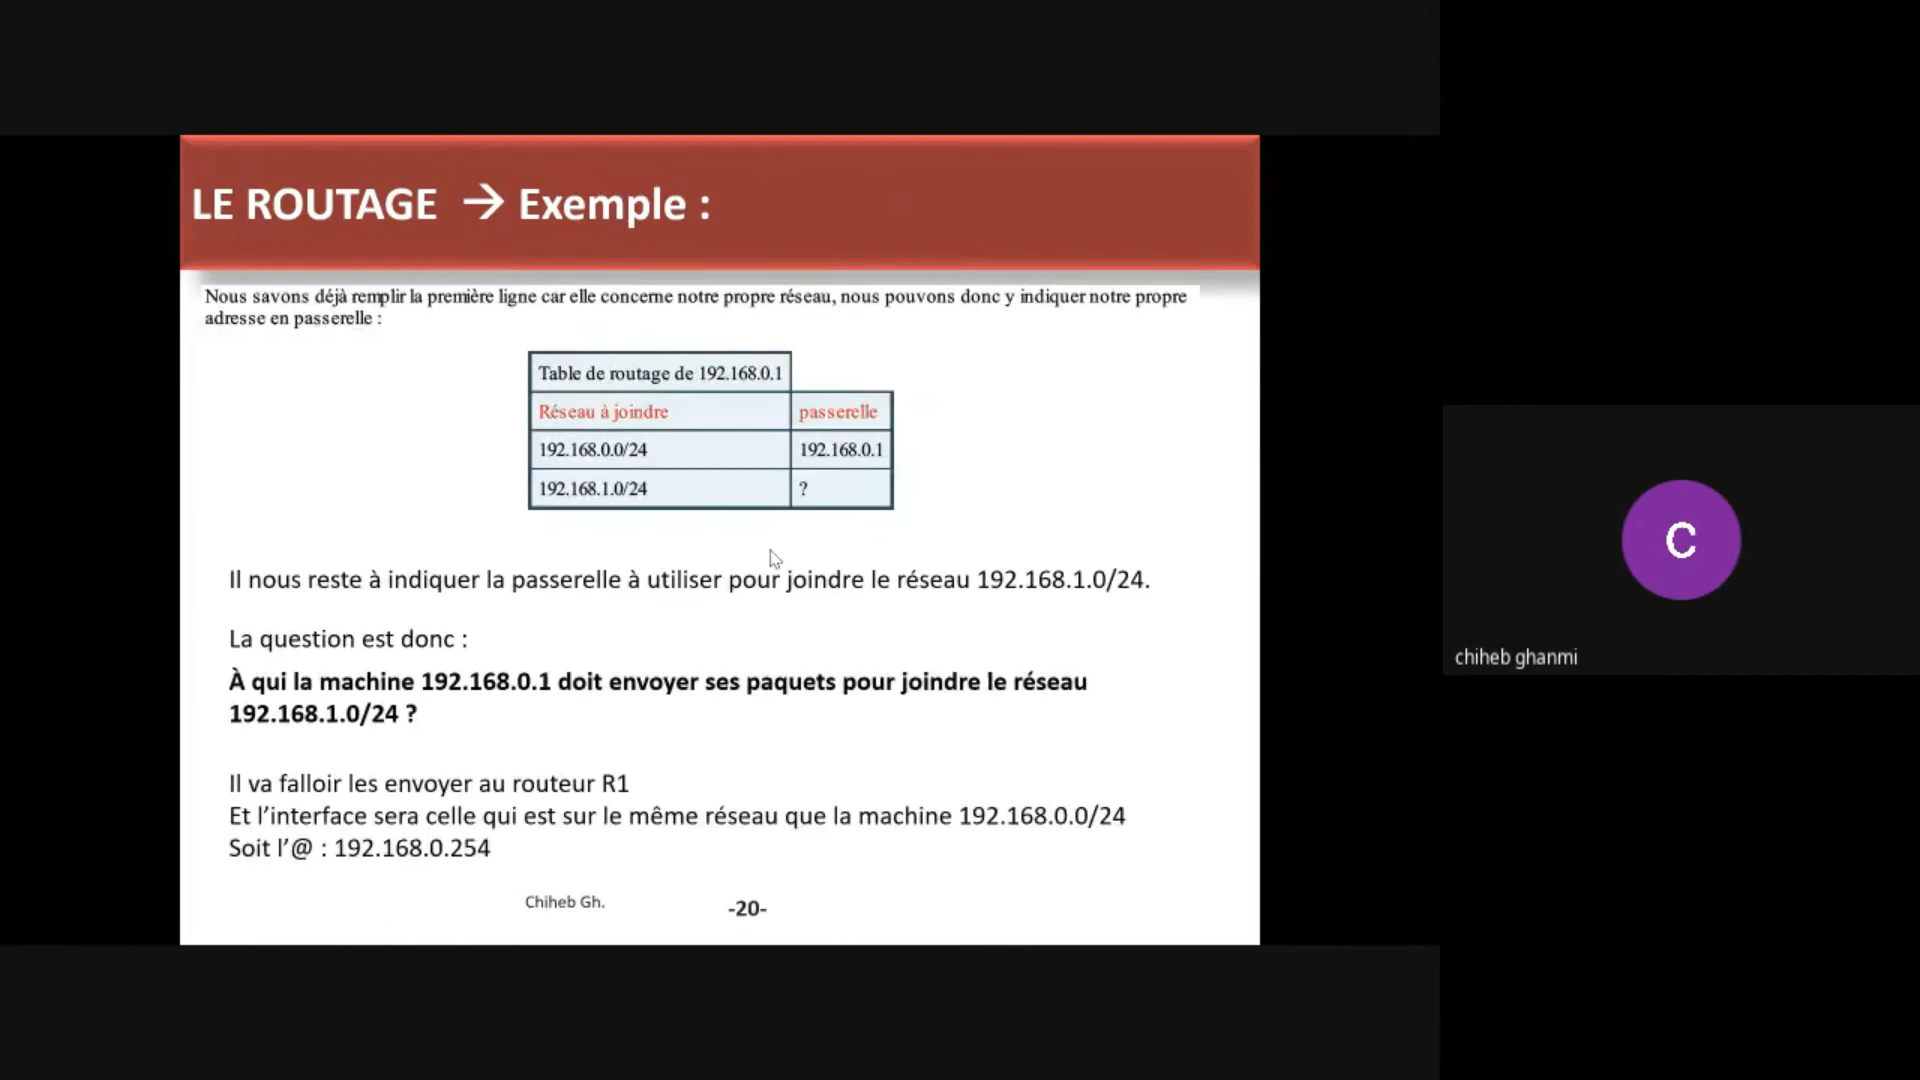 LE ROUTAGE → Exemple :
Nous savons déjà remplir la première ligne car elle concerne notre propre réseau, nous pouvons donc y indiquer notre propre
adresse en passerelle :
Table de routage de 192.168.0.1
Réseau à joindre passerelle
192.168.0.0/24 192.168.0.1
192.168.1.0/24 ?
Il nous reste à indiquer la passerelle à utiliser pour joindre le réseau 192.168.1.0/24.
La question est donc :
À qui la machine 192.168.0.1 doit envoyer ses paquets pour joindre le réseau
192.168.1.0/24 ?
Il va falloir les envoyer au routeur R1
Et l’interface sera celle qui est sur le même réseau que la machine 192.168.0.0/24
Soit l’@ : 192.168.0.254
Chiheb Gh.
-20-
C
chiheb ghanmi